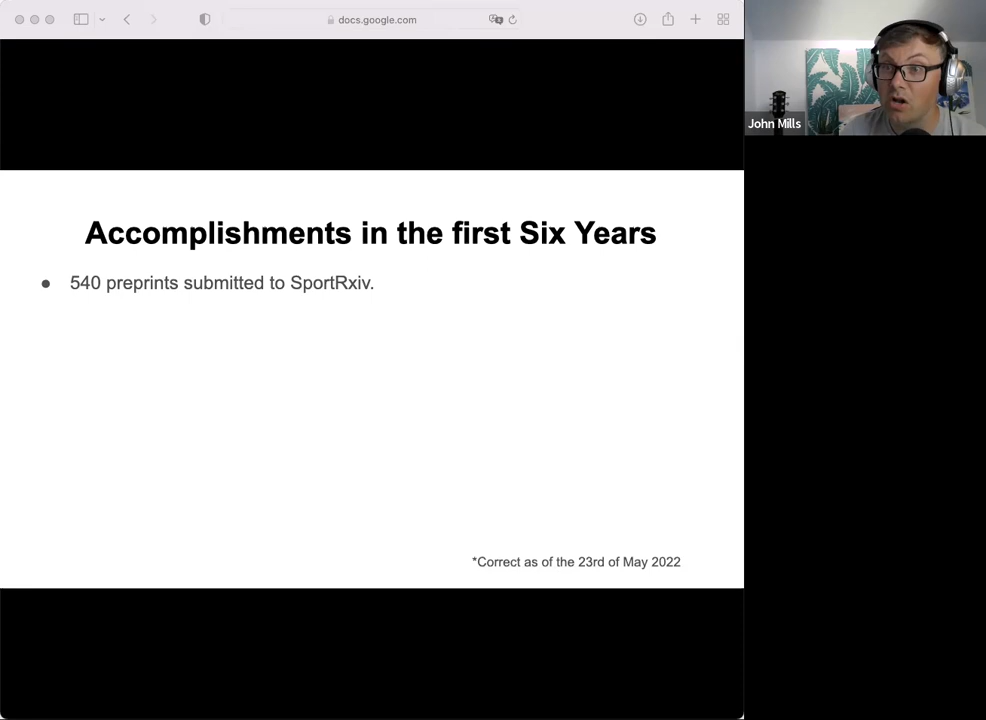 docs.google.com
John Mills
Accomplishments in the first Six Years
● 540 preprints submitted to SportRxiv.
*Correct as of the 23rd of May 2022